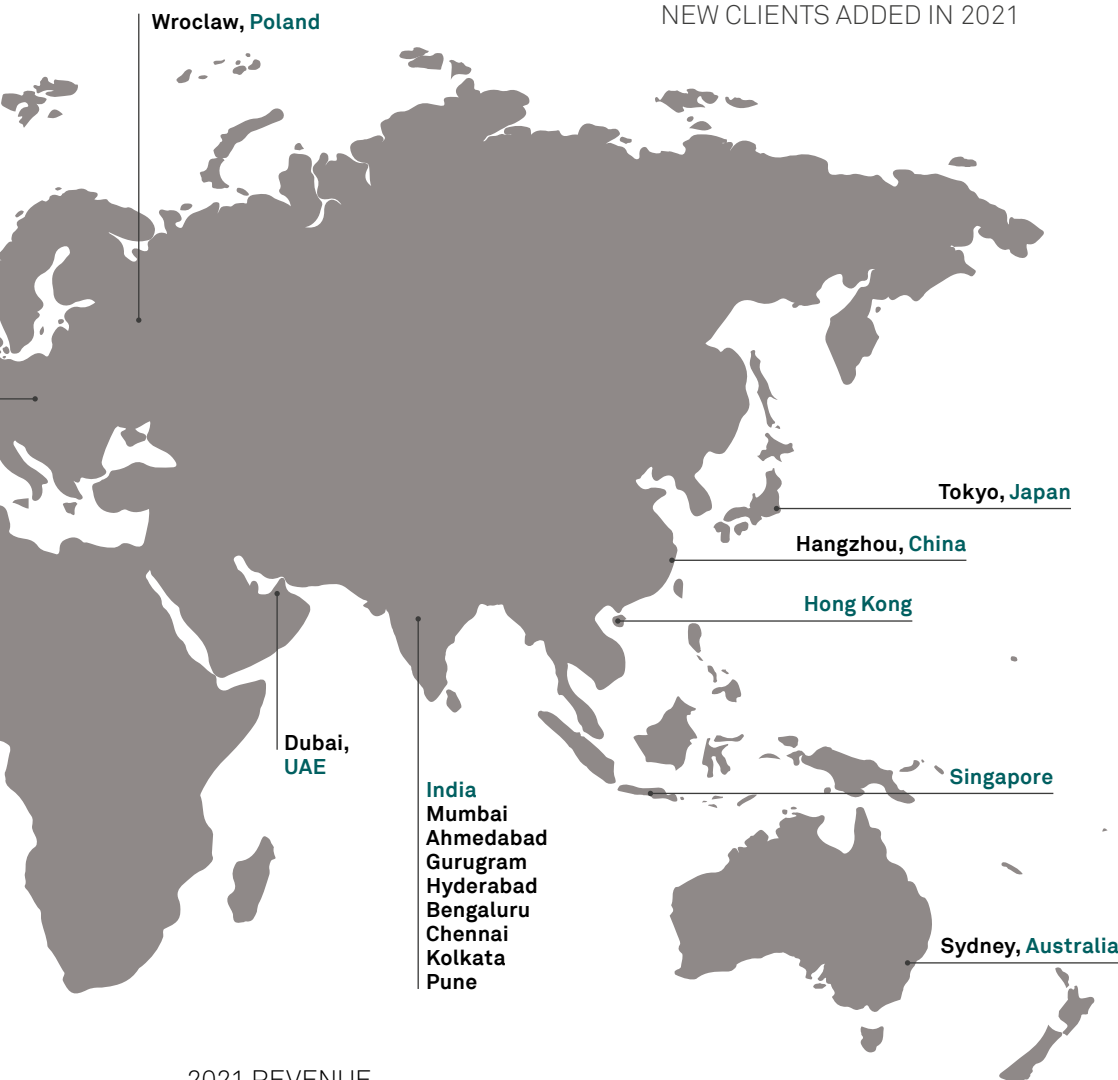 Wroclaw, Poland
NEW CLIENTS ADDED IN 2021
Tokyo, Japan
Hangzhou, China
Hong Kong
Dubai,
UAE
India
Mumbai
Ahmedabad
Gurugram
Hyderabad
Bengaluru
Chennai
Kolkata
Pune
Singapore
Sydney, Australia
2021 REVENUE